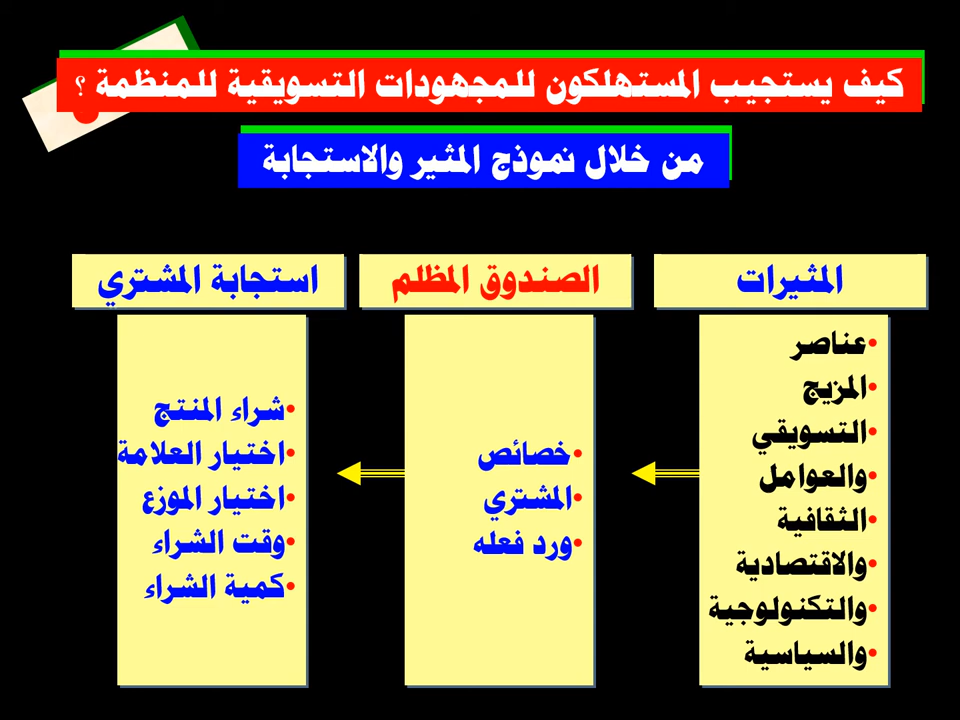 كيف يستجيب المستهلكون للمجهودات التسويقية للمنظمة ؟
من خلال نموذج المثير والاستجابة
المثيرات
•عناصر
•المزيج
•التسويقي
•والعوامل
•الثقافية
•والاقتصادية
•والتكنولوجية
•والسياسية
الصندوق المظلم
•خصائص
•المشتري
•ورد فعله
استجابة المشتري
•شراء المنتج
•اختيار العلامة
•اختيار الموزع
•وقت الشراء
•كمية الشراء